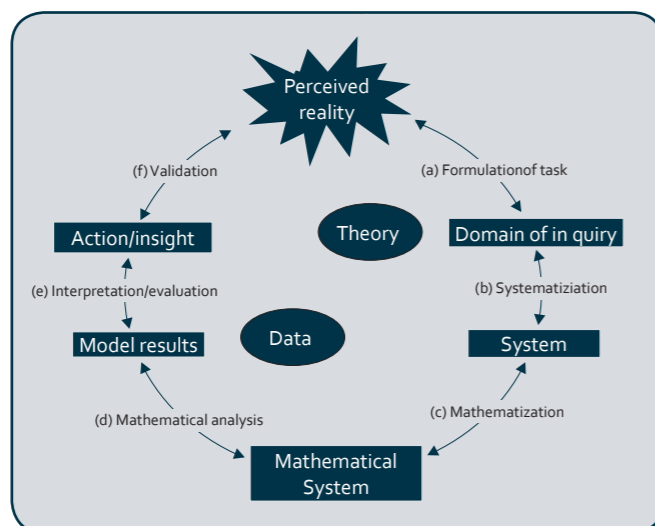 Perceived
reality
(f) Validation
(a) Formulationof task
Theory
Action/insight
Domain of in quiry
(e) Interpretation/evaluation
(b) Systematiziation
Data
Model results
System
(d) Mathematical analysis
(c) Mathematization
Mathematical
System